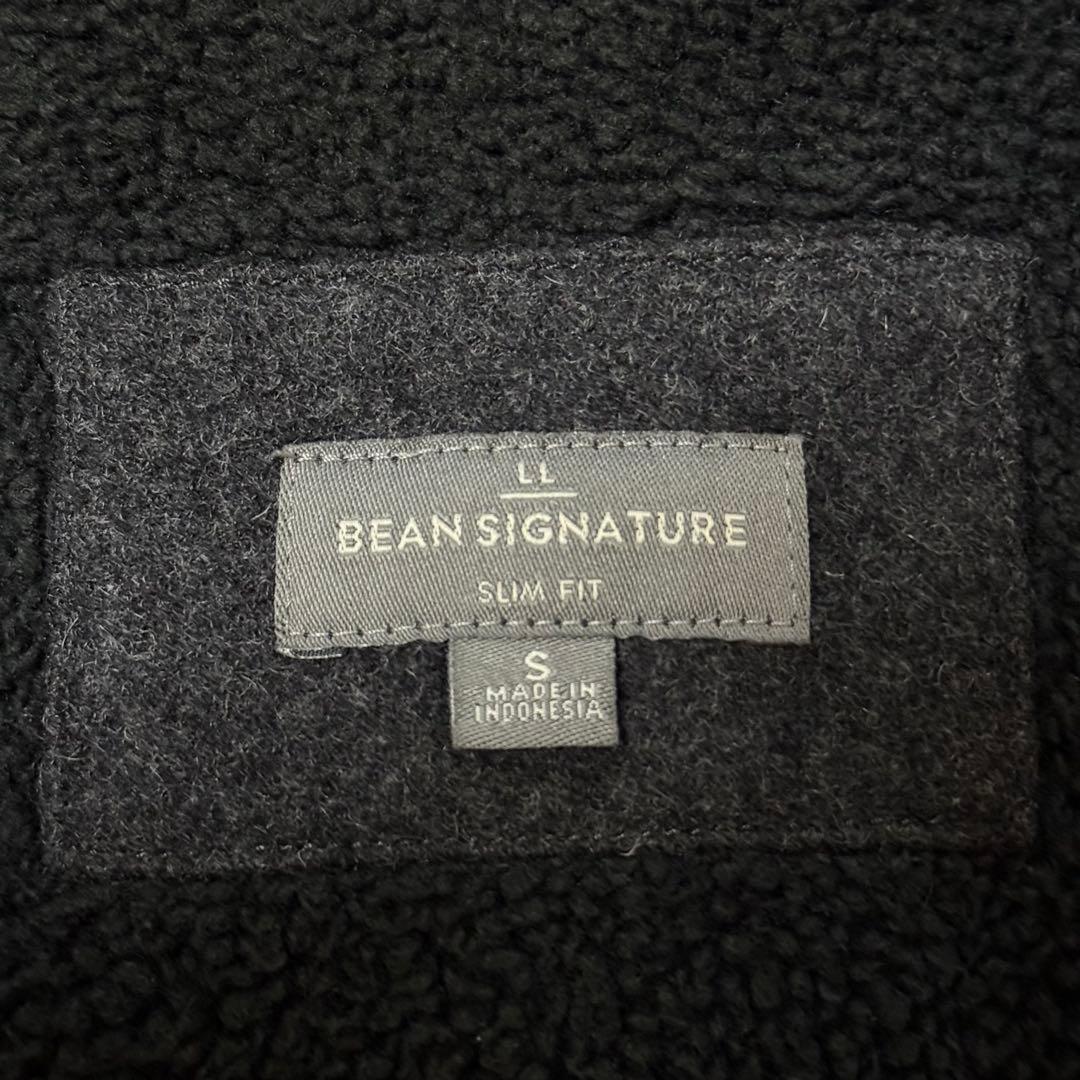 LL
BEAN SIGNATURE
SLIM FIT
S
MADE IN
INDONESIA